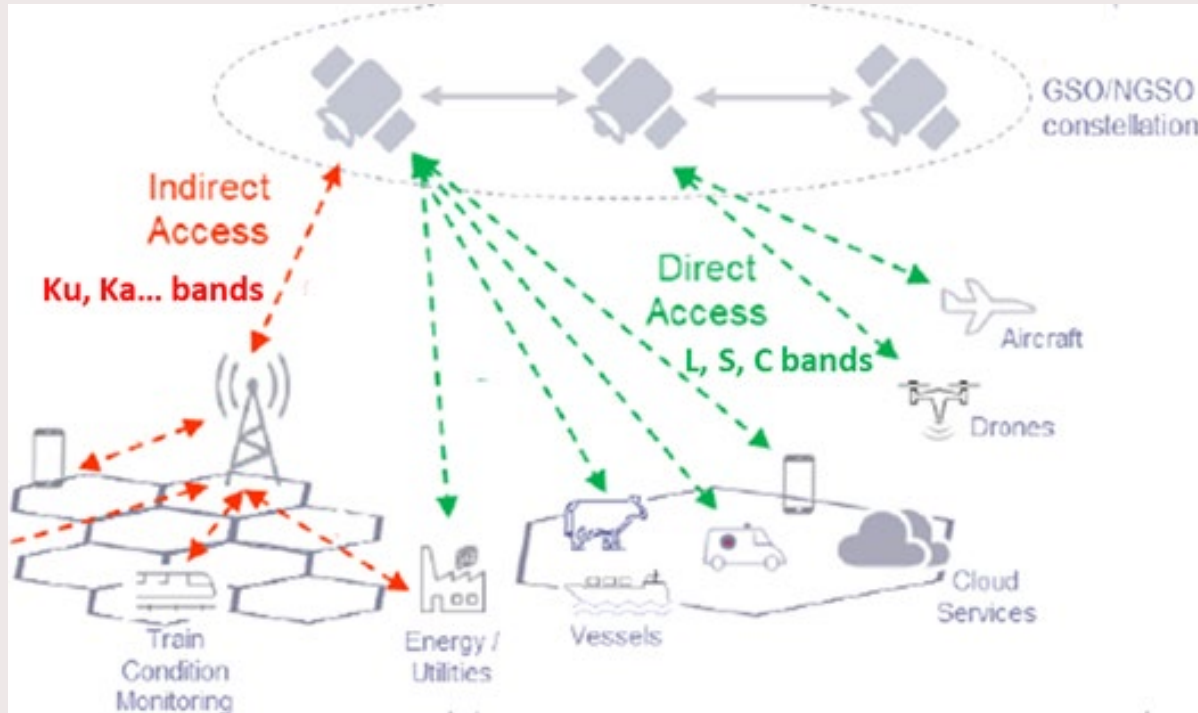 GSO/NGSO
constellation
Indirect
Access
Ku, Ka... bands
Direct
Access
L, S, C bands
Aircraft
Drones
Cloud
Services
Vessels
Energy /
Utilities
Train
Condition
Monitoring